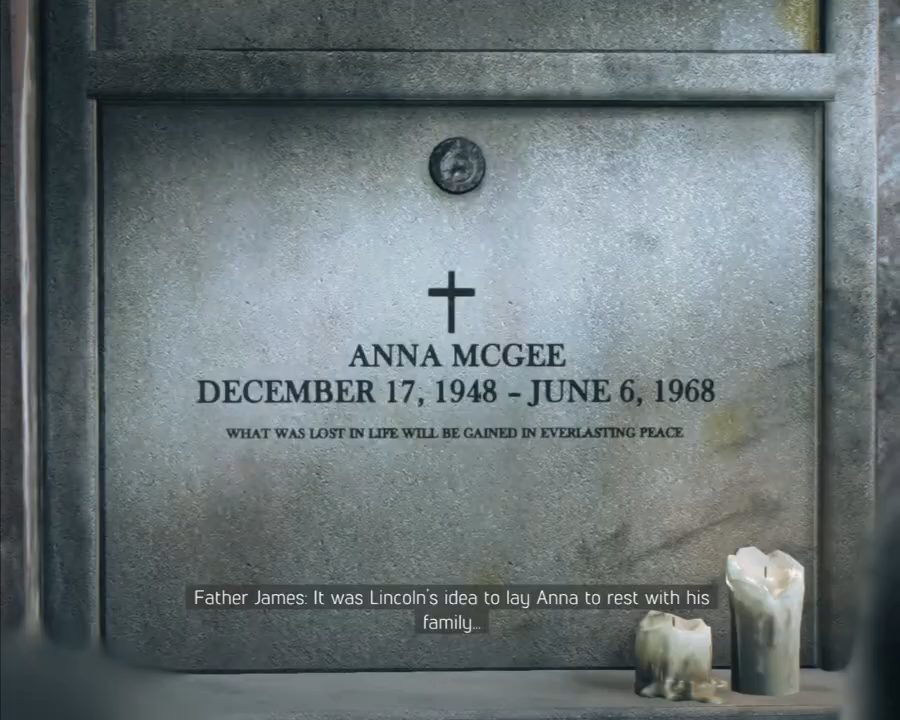 ANNA MCGEE
DECEMBER 17, 1948 – JUNE 6, 1968
WHAT WAS LOST IN LIFE WILL BE GAINED IN EVERLASTING PEACE
Father James: It was Lincoln's idea to lay Anna to rest with his
family...